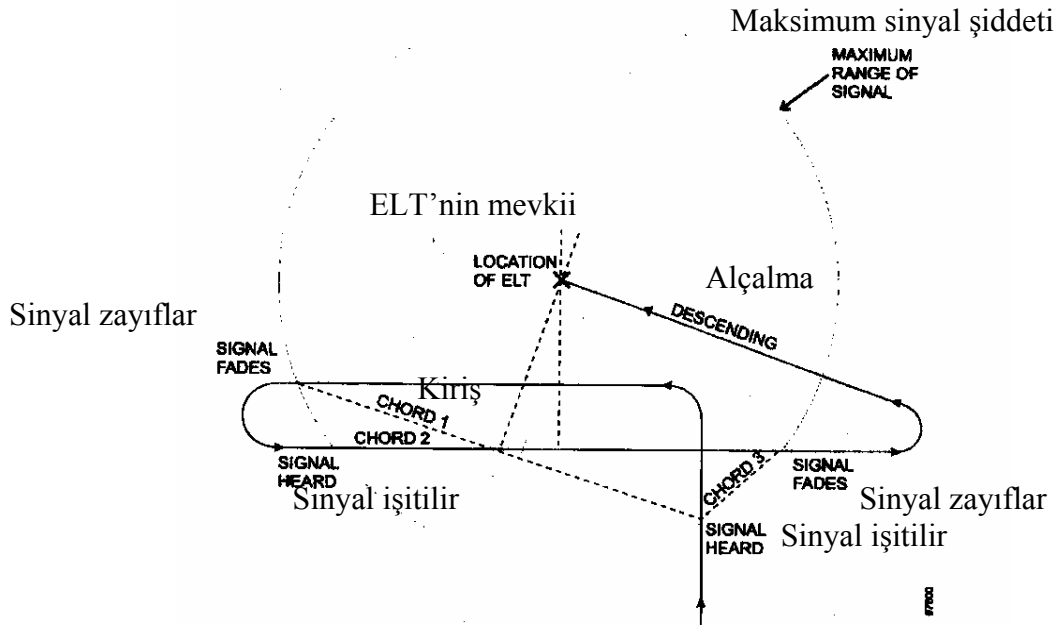 Maksimum sinyal şiddeti
MAXIMUM
RANGE OF
SIGNAL
ELT’nin mevkii
LOCATION
OF ELT
Alçalma
DESCENDING
Sinyal zayıflar
SIGNAL
FADES
Kiriş
CHORD 1
CHORD 2
SIGNAL
HEARD
Sinyal işitilir
CHORD 3
SIGNAL
FADES
Sinyal zayıflar
SIGNAL
HEARD
Sinyal işitilir